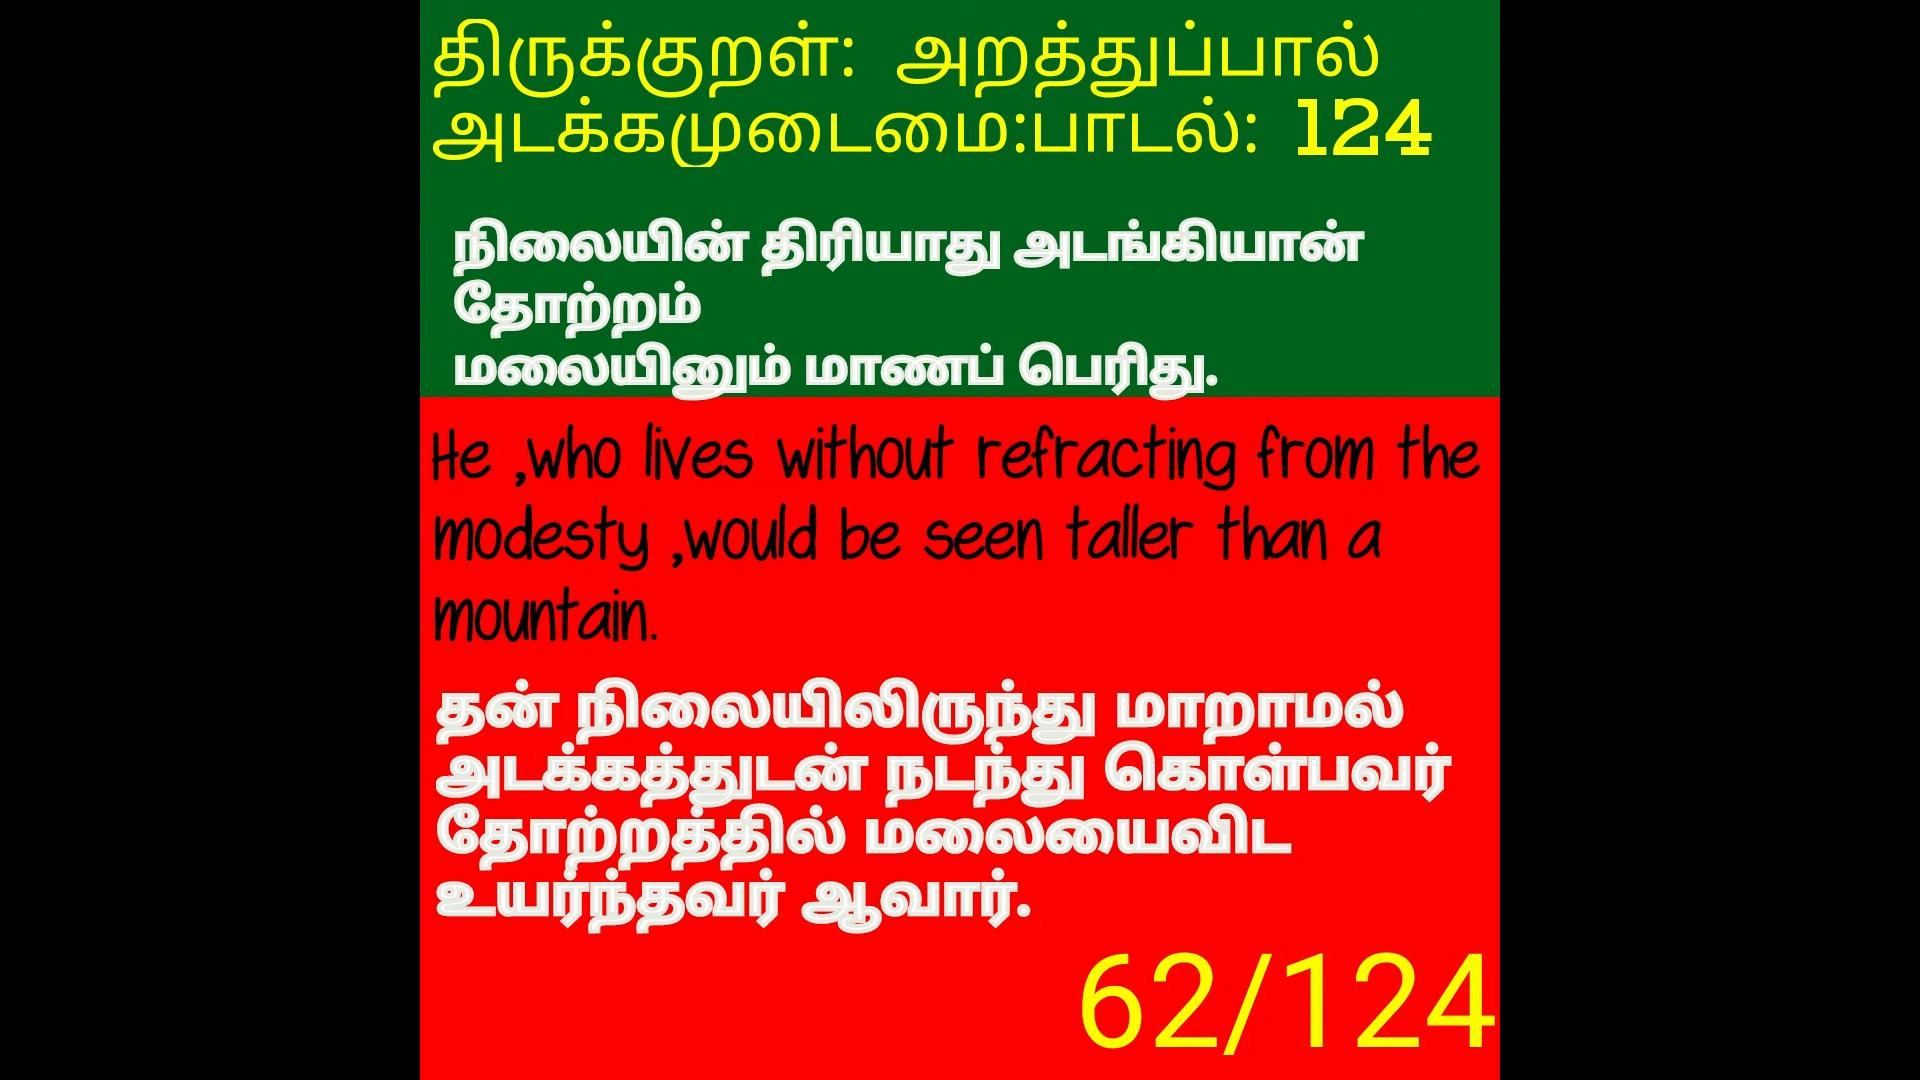 திருக்குறள்: அறத்துப்பால்
அடக்கமுடைமை:பாடல்: 124
நிலையின் திரியாது அடங்கியான்
தோற்றம்
மலையினும் மாணப் பெரிது.
He ,who lives without refracting from the
modesty ,would be seen taller than a
mountain.
தன் நிலையிலிருந்து மாறாமல்
அடக்கத்துடன் நடந்து கொள்பவர்
தோற்றத்தில் மலையைவிட
உயர்ந்தவர் ஆவார்.
62/124